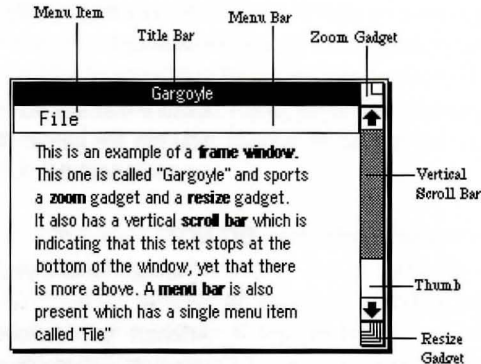 Menu Item
Menu Bar
Title Bar
Zoom Gadget
Gargoyle
File
This is an example of a frame window.
This one is called "Gargoyle" and sports
a zoom gadget and a resize gadget.
It also has a vertical scroll bar which is
indicating that this text stops at the
bottom of the window, yet that there
is more above. A menu bar is also
present which has a single menu item
called "File"
Vertical
Scroll Bar
Thumb
Resize
Gadget